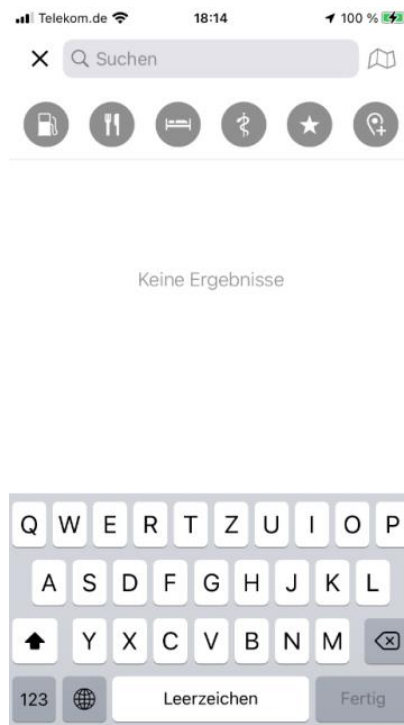 Telekom.de 18:14 100 %
Suchen
Keine Ergebnisse
Q W E R T Z U I O P
A S D F G H J K L
Y X C V B N M
123 Leerzeichen Fertig